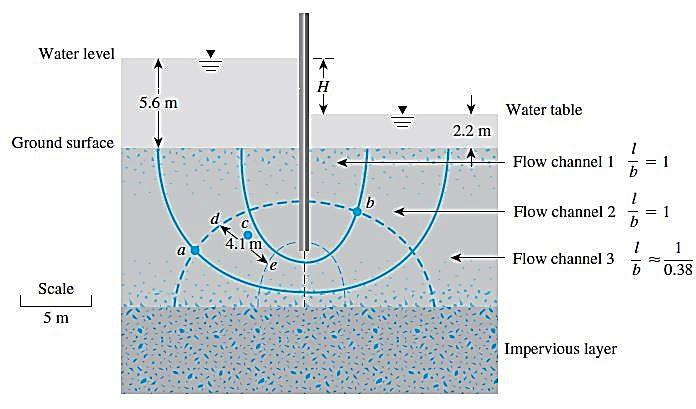 Water level
H
5.6 m
Water table
2.2 m
Ground surface
Flow channel 1 l/b = 1
b
Flow channel 2 l/b = 1
d
c
a
4.1 m
e
Flow channel 3 l/b ≈ 1/0.38
Scale
5 m
Impervious layer